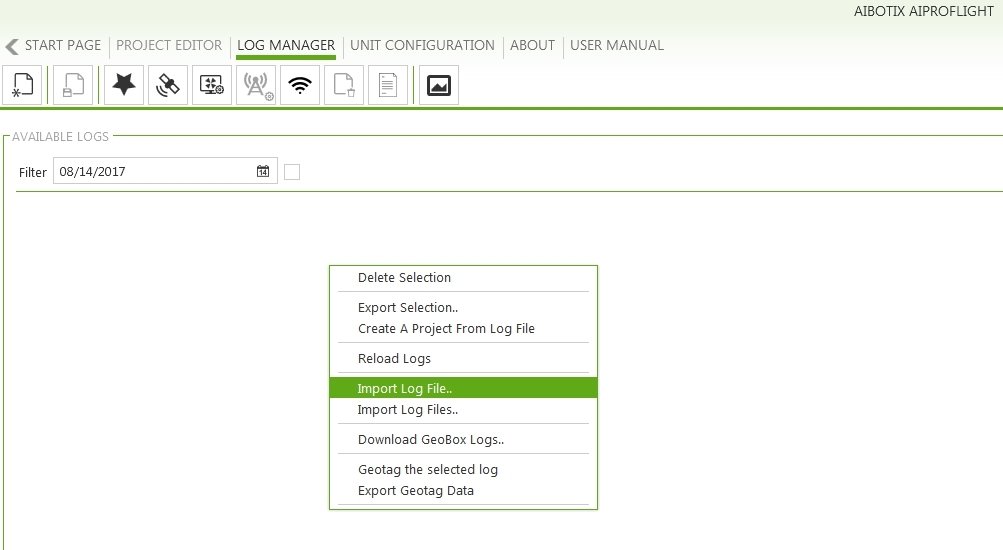 AIBOTIX AIPROFLIGHT
START PAGE PROJECT EDITOR LOG MANAGER UNIT CONFIGURATION ABOUT USER MANUAL
AVAILABLE LOGS
Filter 08/14/2017 14
Delete Selection
Export Selection..
Create A Project From Log File
Reload Logs
Import Log File..
Import Log Files..
Download GeoBox Logs..
Geotag the selected log
Export Geotag Data